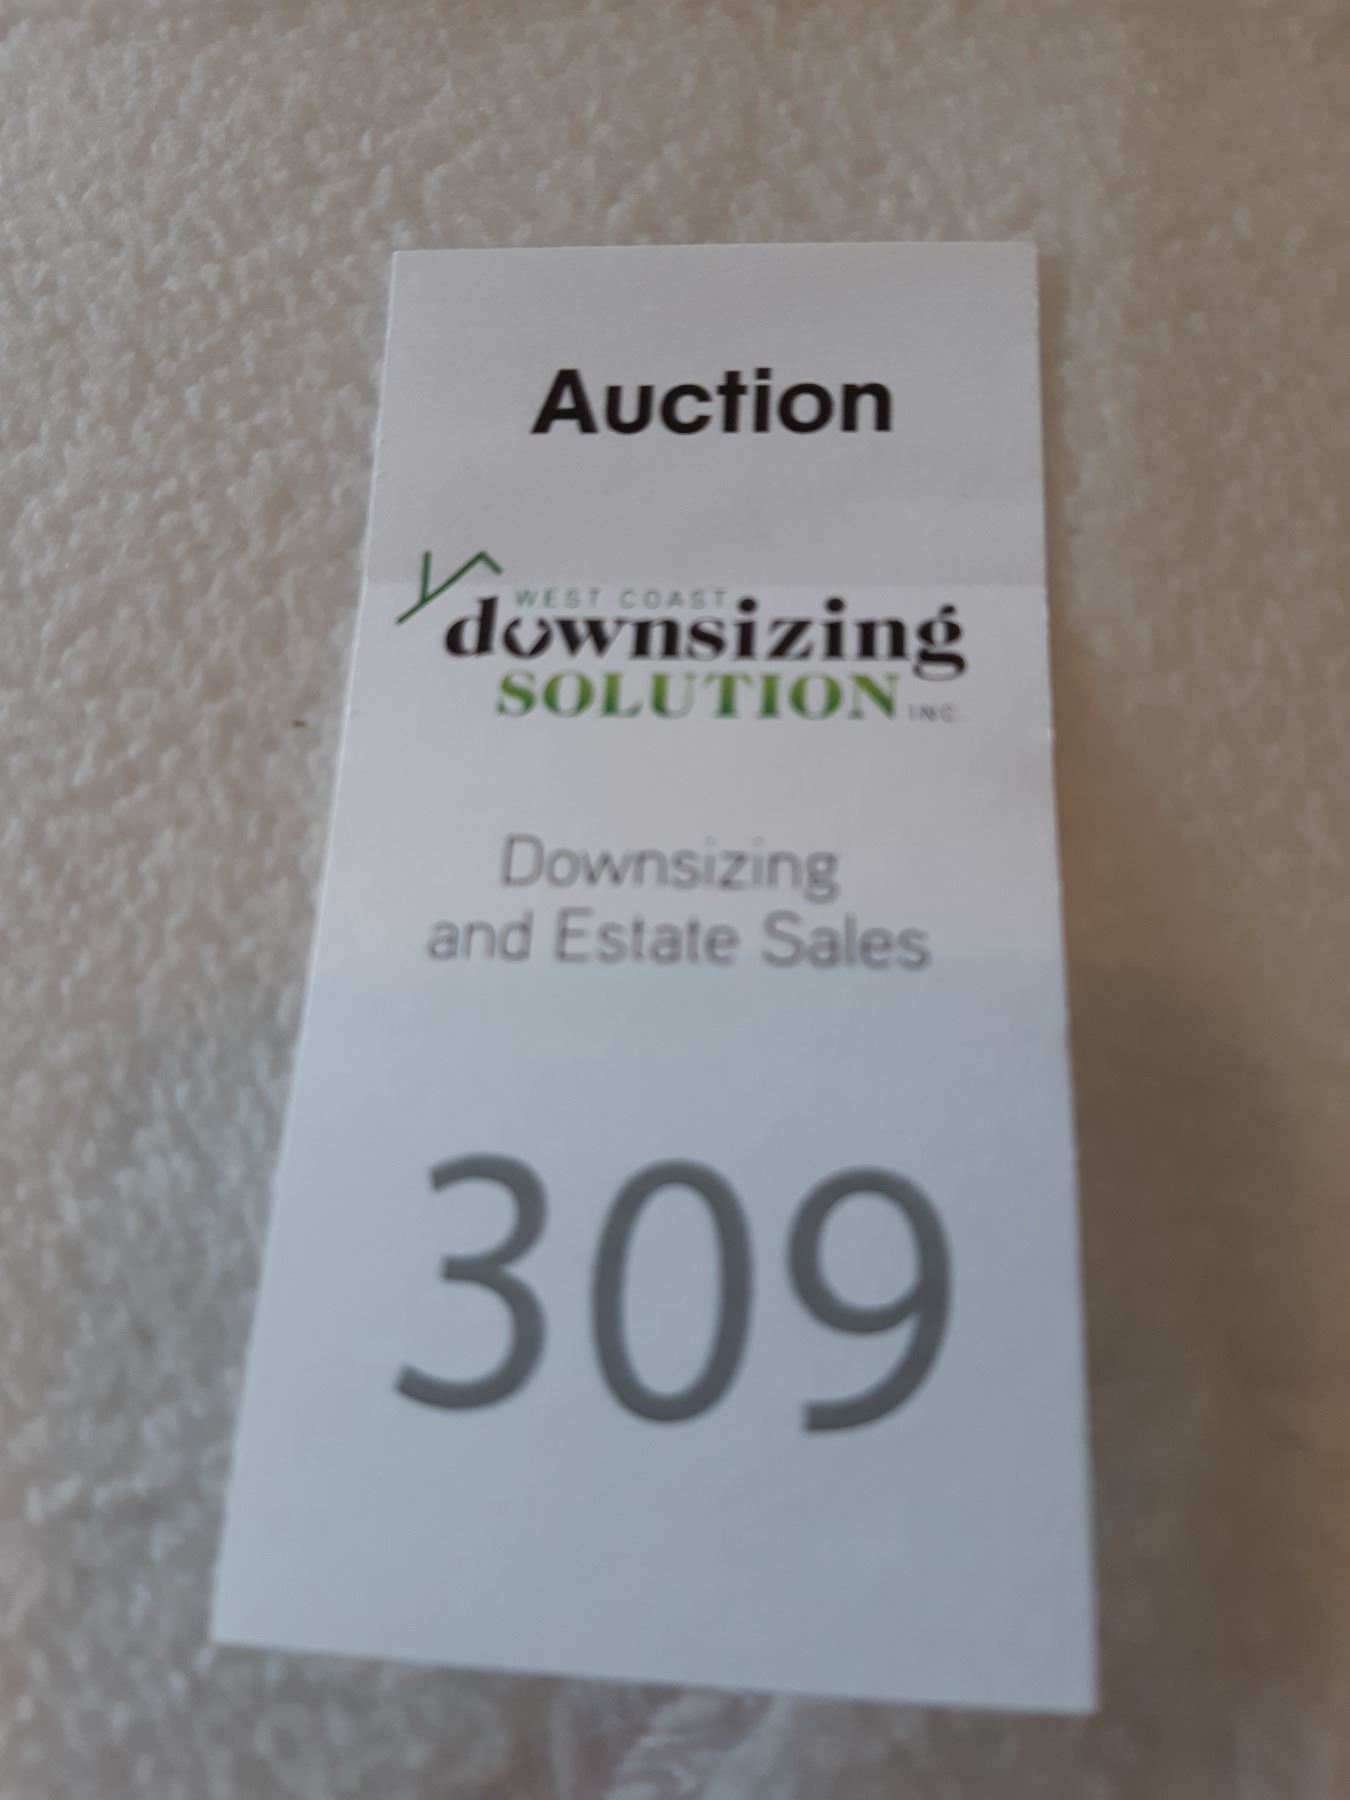 Auction
WEST COAST
downsizing
SOLUTION INC.
Downsizing
and Estate Sales
309